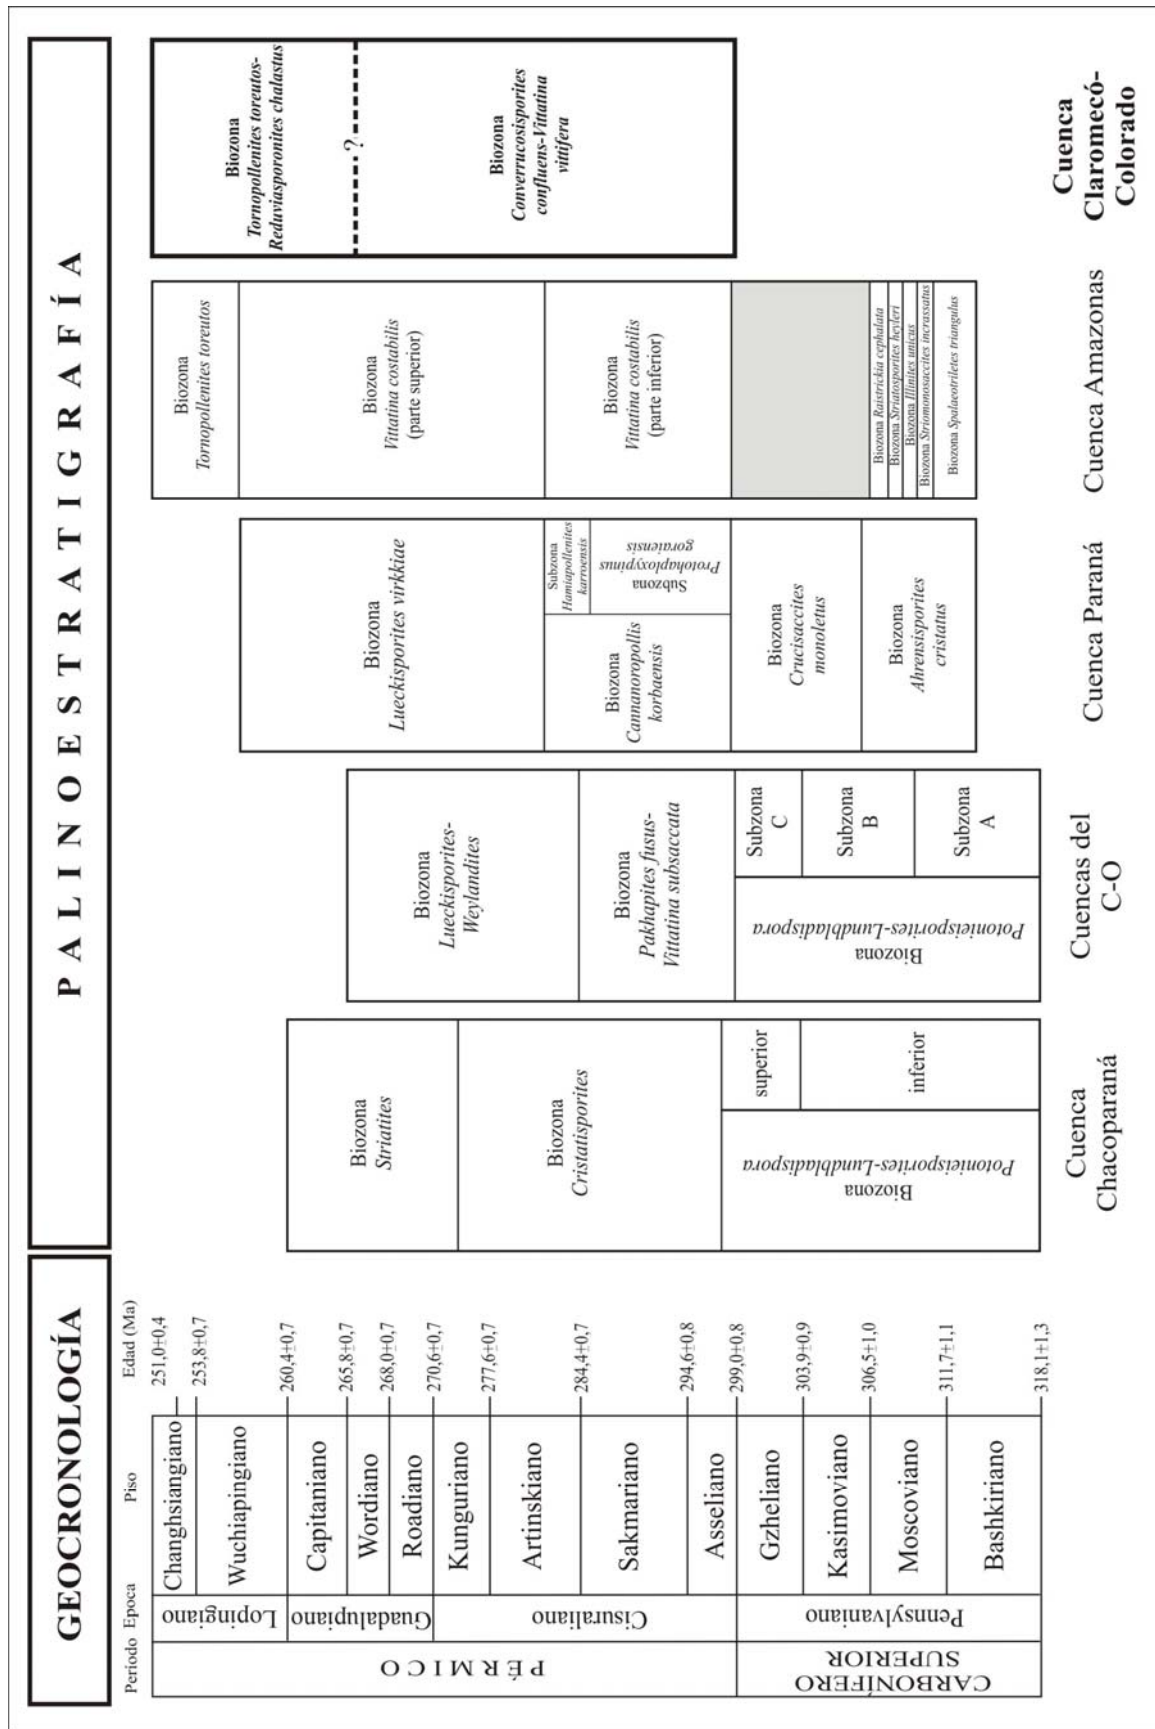 GEOCRONOLOGÍA
PALINOESTRATIGRAFÍA
Periodo
Epoca
Piso
Edad (Ma)
PÉRMICO
CARBONÍFERO
SUPERIOR
Lopingiano
Guadalupiano
Cisuraliano
Pennsylvaniano
Changhsiangiano
Wuchiapingiano
Capitaniano
Wordiano
Roadiano
Kunguriano
Artinskiano
Sakmariano
Asseliano
Gzheliano
Kasimoviano
Moscoviano
Bashkiriano
251,0±0,4
253,8±0,7
260,4±0,7
265,8±0,7
268,0±0,7
270,6±0,7
277,6±0,7
284,4±0,7
294,6±0,8
299,0±0,8
303,9±0,9
306,5±1,0
311,7±1,1
318,1±1,3
Biozona
Striatites
Biozona
Cristatisporites
Biozona
Potonieisporites-Lundbladispora
superior
inferior
Cuenca
Chacoparaná
Biozona
Lueckisporites-
Weylandites
Biozona
Pakhapites fusus-
Vittatina subsaccata
Biozona
Potonieisporites-Lundbladispora
Subzona
C
Subzona
B
Subzona
A
Cuencas del
C-O
Biozona
Lueckisporites virkkiae
Biozona
Cannanoropollis
korbaensis
Subzona
Hamiapollenites
karroensis
Subzona
Protohaploxypinus
goraiensis
Biozona
Crucisaccites
monoletus
Biozona
Ahrensisporites
cristatus
Cuenca Paraná
Biozona
Tornopollenites toreutos
Biozona
Vittatina costabilis
(parte superior)
Biozona
Vittatina costabilis
(parte inferior)
Biozona Raistrickia cephalata
Biozona Striatosporites heyleri
Biozona Illinites unicus
Biozona Striomonosaccites incrassatus
Biozona Spalaeotriletes triangulus
Cuenca Amazonas
Biozona
Tornopollenites toreutos-
Reduviasporonites chalastus
?
Biozona
Converrucosisporites
confluens-Vittatina
vittifera
Cuenca
Claromecó-
Colorado